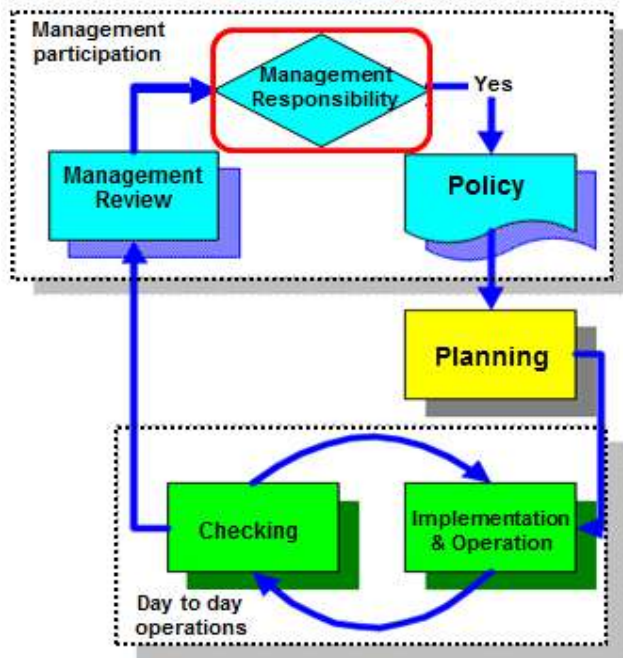 Management
participation
Management
Responsibility
Yes
Management
Review
Policy
Planning
Checking
Implementation
& Operation
Day to day
operations